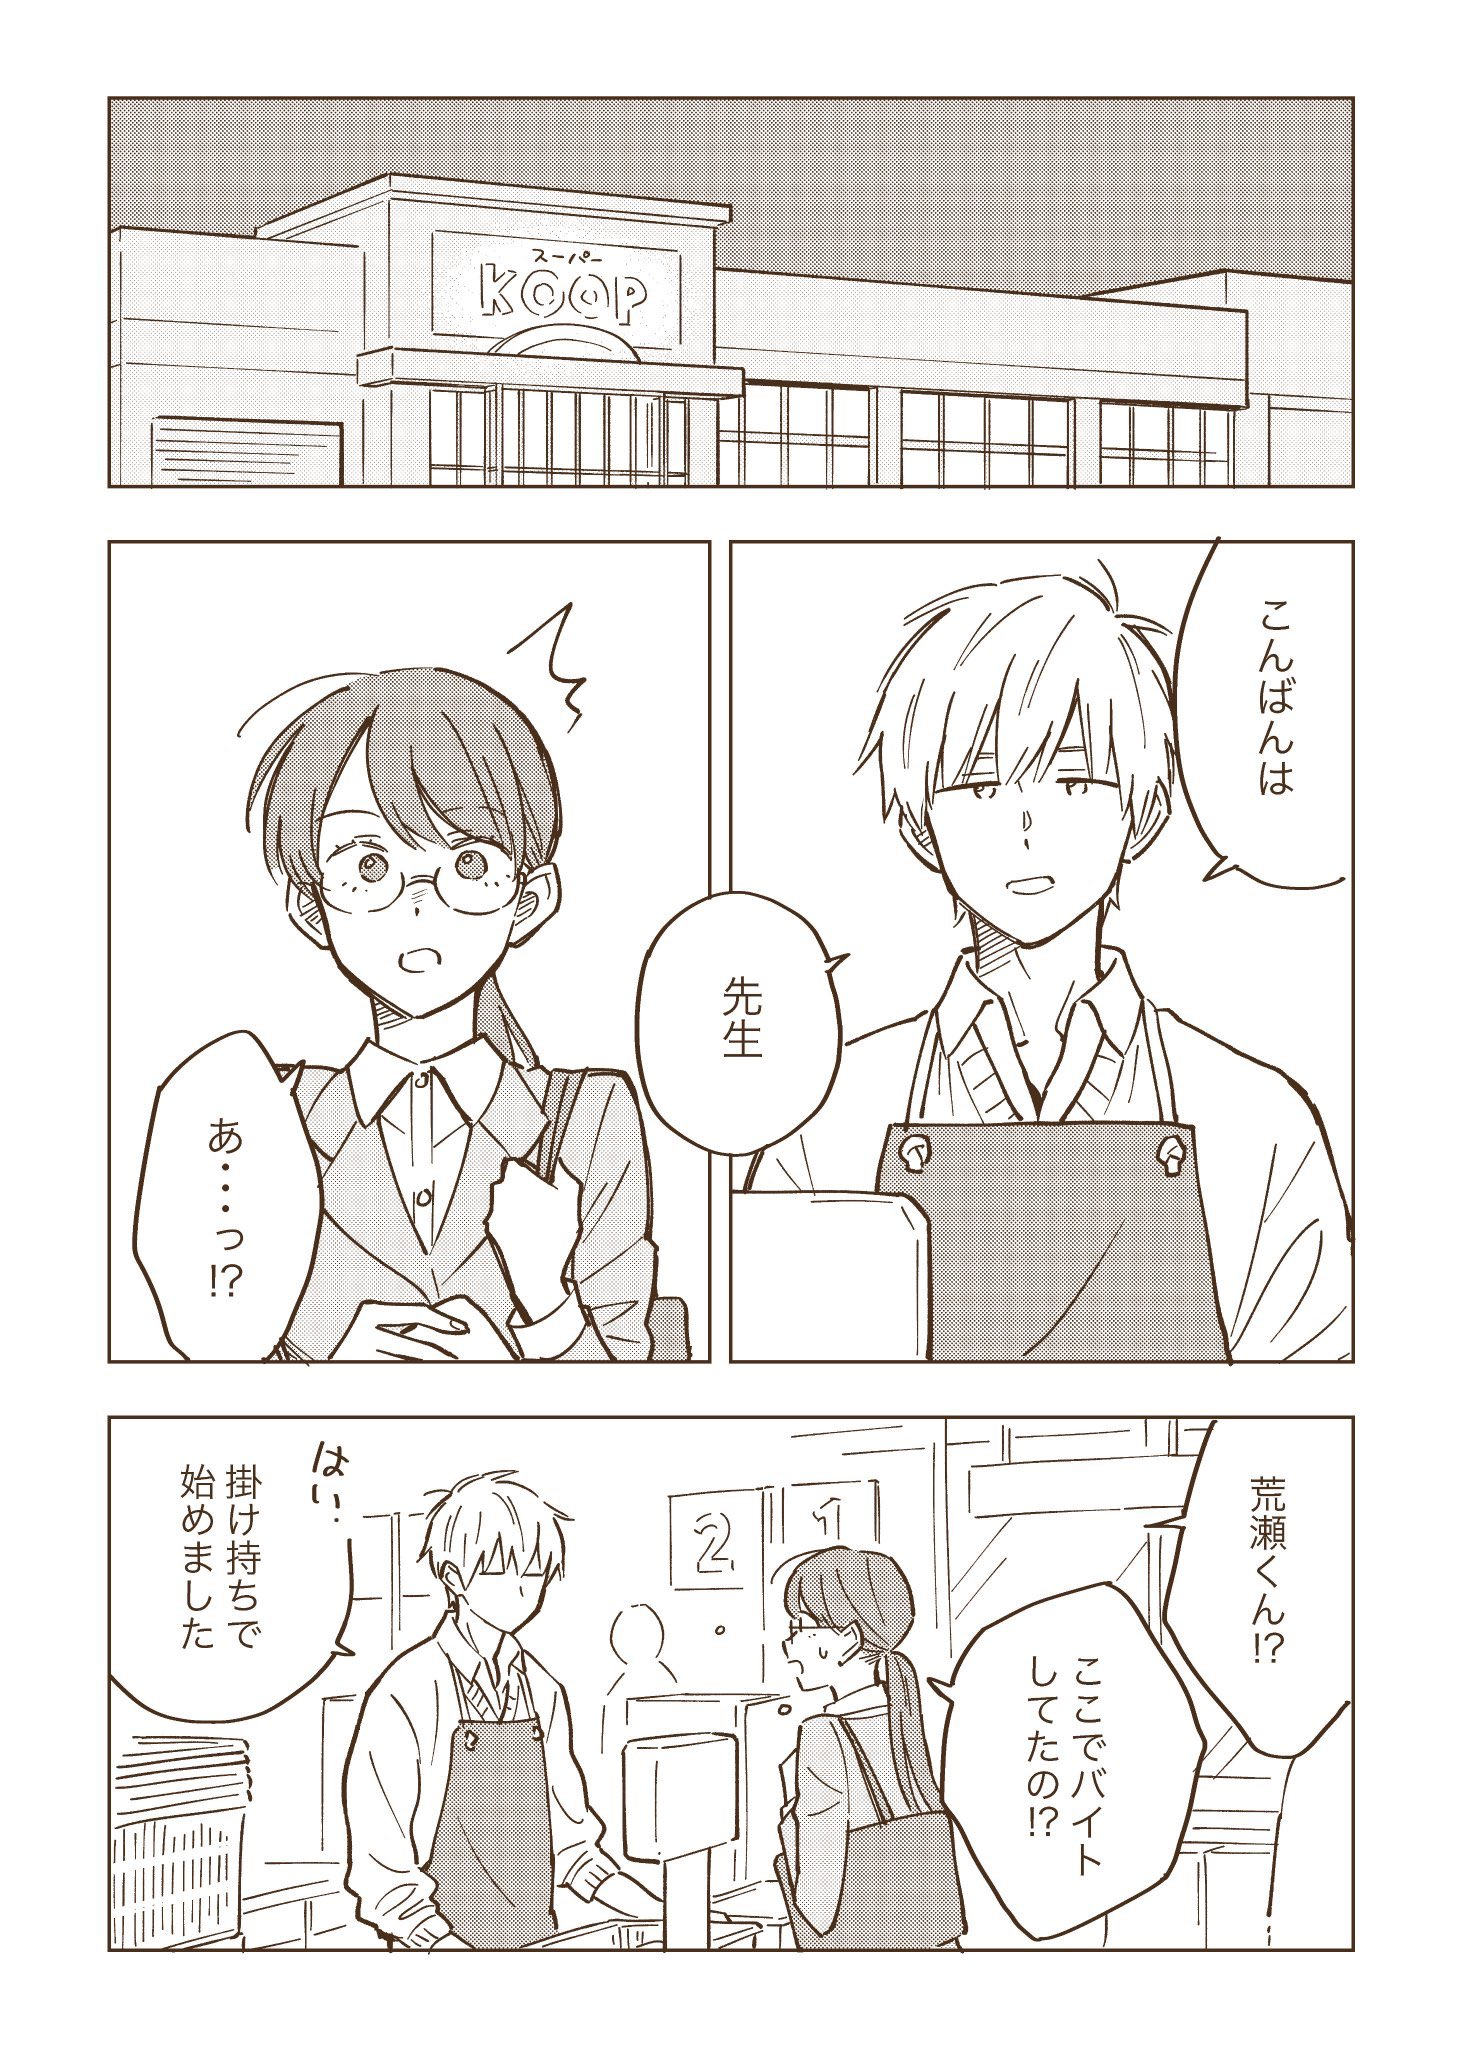 スーパー
KOOP
こんばんは
先生
あ・・・っ!?
荒瀬くん!?
ここでバイト
してたの!?
2
1
はい.
掛け持ちで
始めました